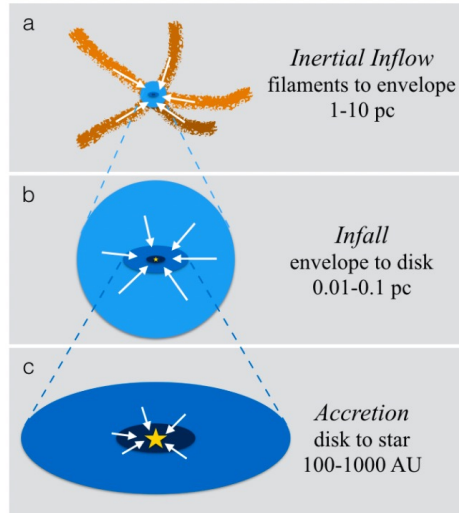 a
Inertial Inflow
filaments to envelope
1-10 pc
b
Infall
envelope to disk
0.01-0.1 pc
c
Accretion
disk to star
100-1000 AU